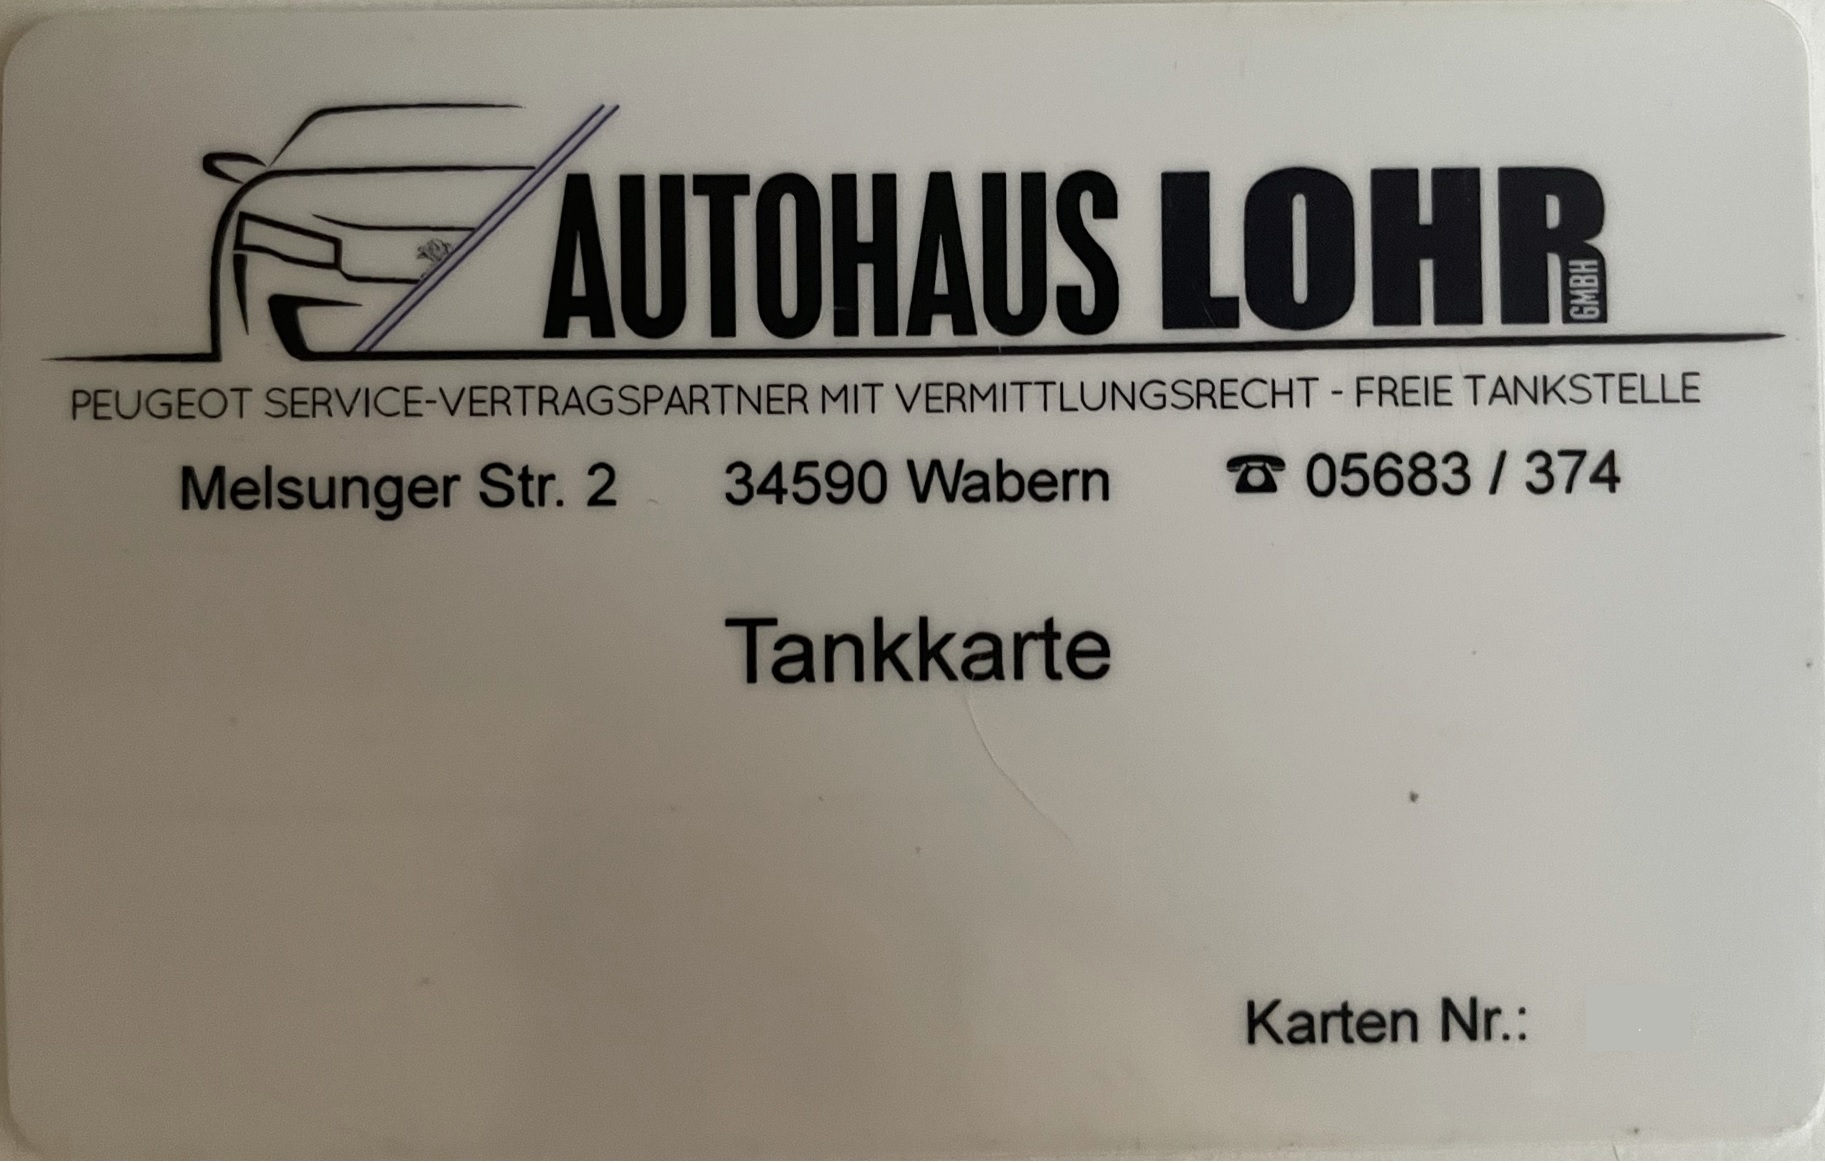 AUTOHAUS LOHR GMBH
PEUGEOT SERVICE-VERTRAGSPARTNER MIT VERMITTLUNGSRECHT - FREIE TANKSTELLE
Melsunger Str. 2 34590 Wabern ☎ 05683 / 374
Tankkarte
Karten Nr.: